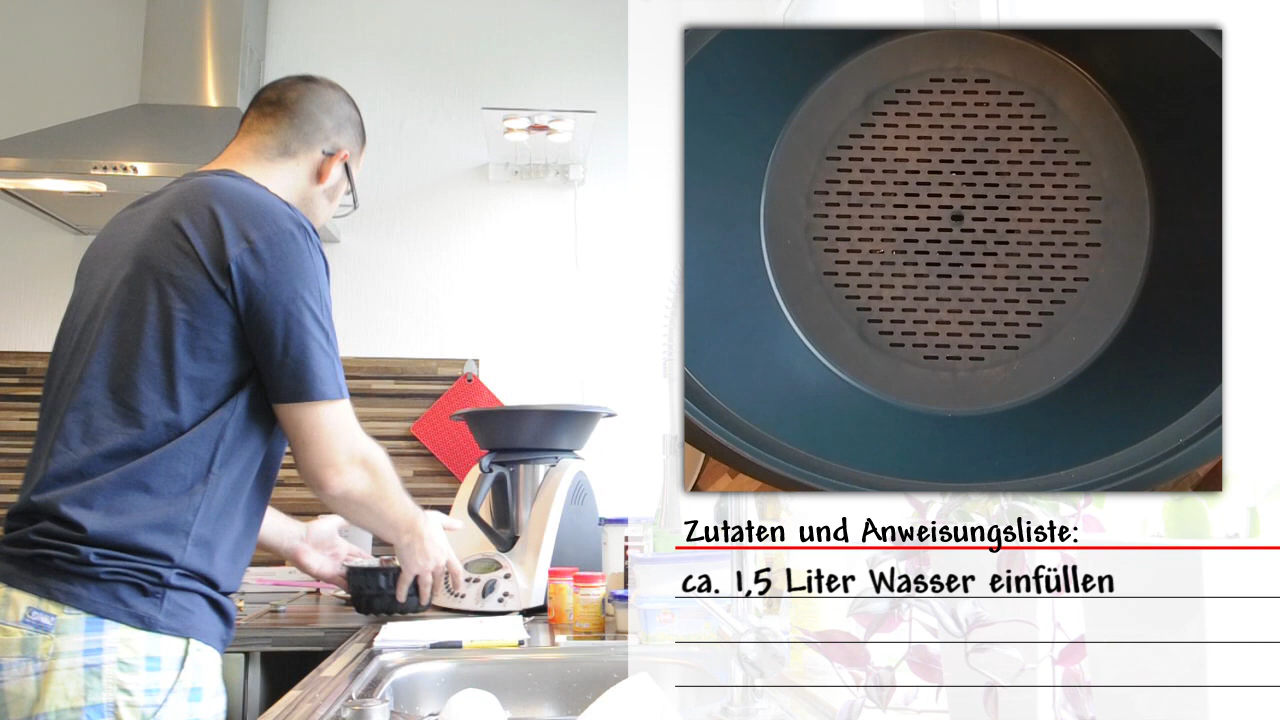 Zutaten und Anweisungsliste:
ca. 1,5 Liter Wasser einfüllen